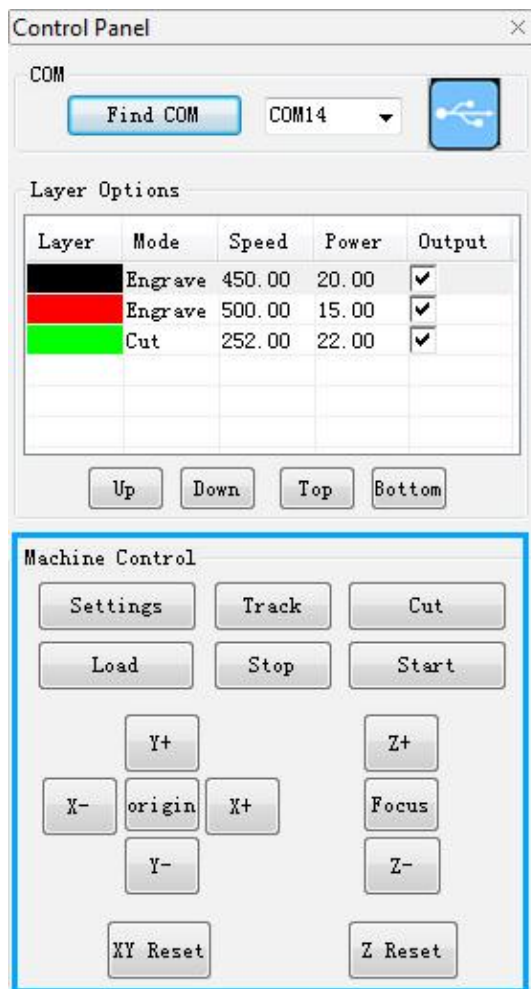 Control Panel
COM
Find COM COM14
Layer Options
Layer Mode Speed Power Output
Engrave 450.00 20.00
Engrave 500.00 15.00
Cut 252.00 22.00
Up Down Top Bottom
Machine Control
Settings Track Cut
Load Stop Start
Y+ Z+
X- origin X+ Focus
Y- Z-
XY Reset Z Reset